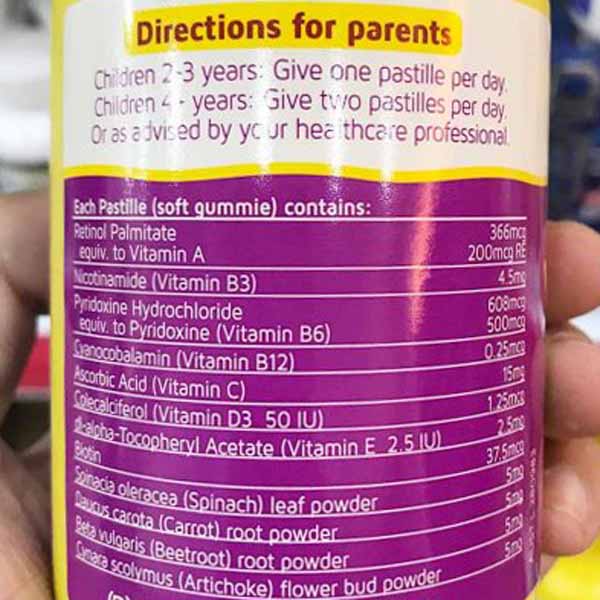 Directions for parents
Children 2-3 years: Give one pastille per day.
Children 4+ years: Give two pastilles per day.
Or as advised by your healthcare professional.
Each Pastille (soft gummie) contains:
Retinol Palmitate 366mcg
equiv. to Vitamin A 200mcg RE
Nicotinamide (Vitamin B3) 4.5mg
Pyridoxine Hydrochloride 608mcg
equiv. to Pyridoxine (Vitamin B6) 500mcg
Cyanocobalamin (Vitamin B12) 0.25mcg
Ascorbic Acid (Vitamin C) 15mg
Colecalciferol (Vitamin D3 50 IU) 1.25mcg
dl-alpha-Tocopheryl Acetate (Vitamin E 2.5 IU) 2.5mg
Biotin 37.5mcg
Spinacia oleracea (Spinach) leaf powder 5mg
Daucus carota (Carrot) root powder 5mg
Beta vulgaris (Beetroot) root powder 5mg
Cynara scolymus (Artichoke) flower bud powder 5mg